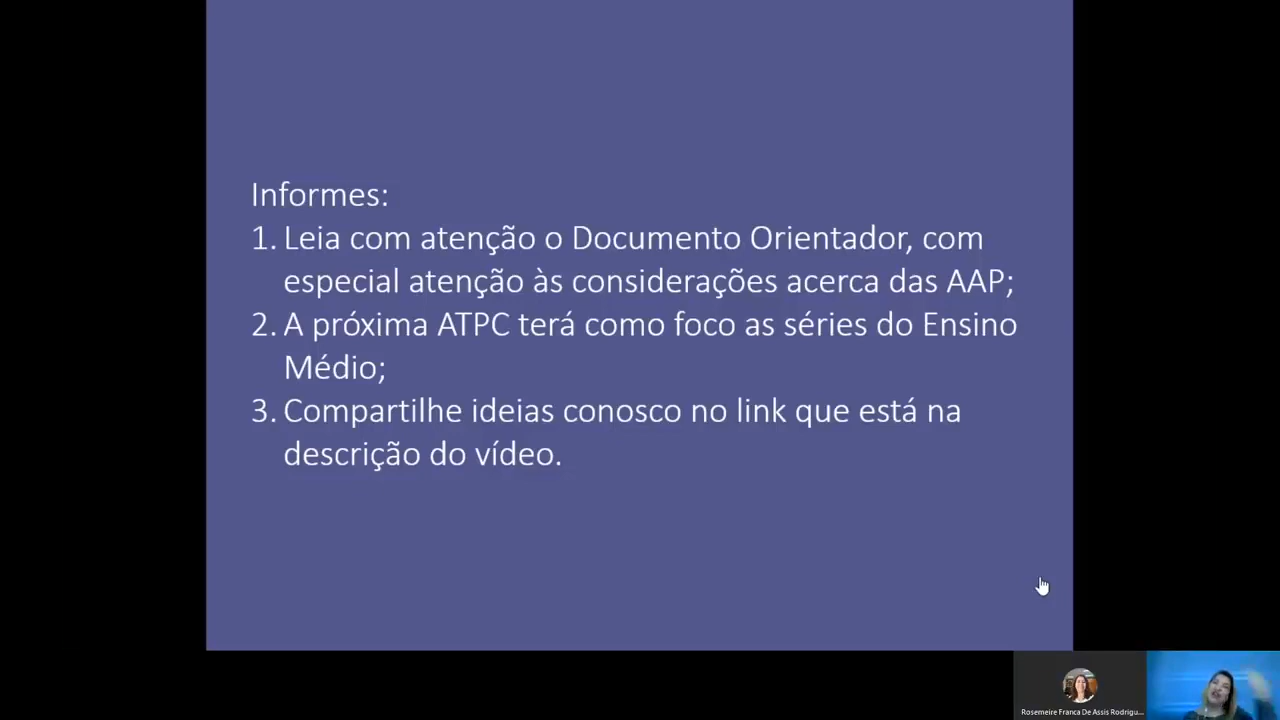 Informes:
1. Leia com atenção o Documento Orientador, com
especial atenção às considerações acerca das AAP;
2. A próxima ATPC terá como foco as séries do Ensino
Médio;
3. Compartilhe ideias conosco no link que está na
descrição do vídeo.
Rosemeire Franca De Assis Rodrigu...